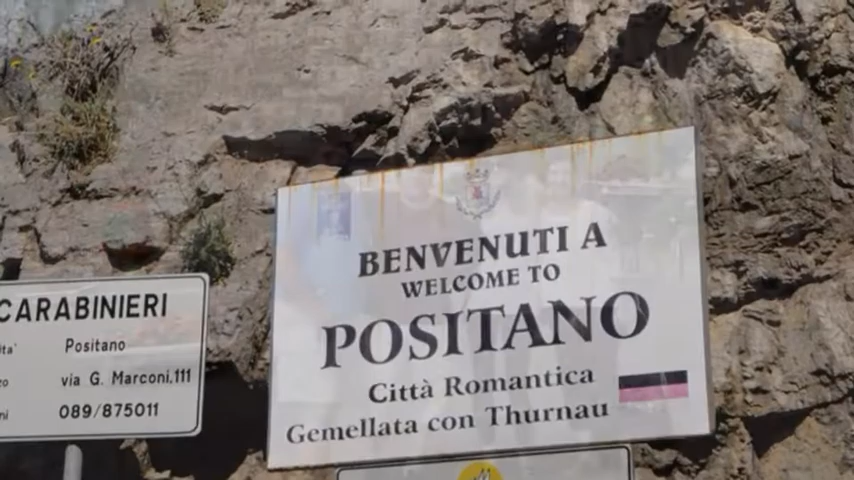 CARABINIERI
Positano
via G. Marconi,111
089/875011
BENVENUTI A
WELCOME TO
POSITANO
Città Romantica
Gemellata con Thurnau